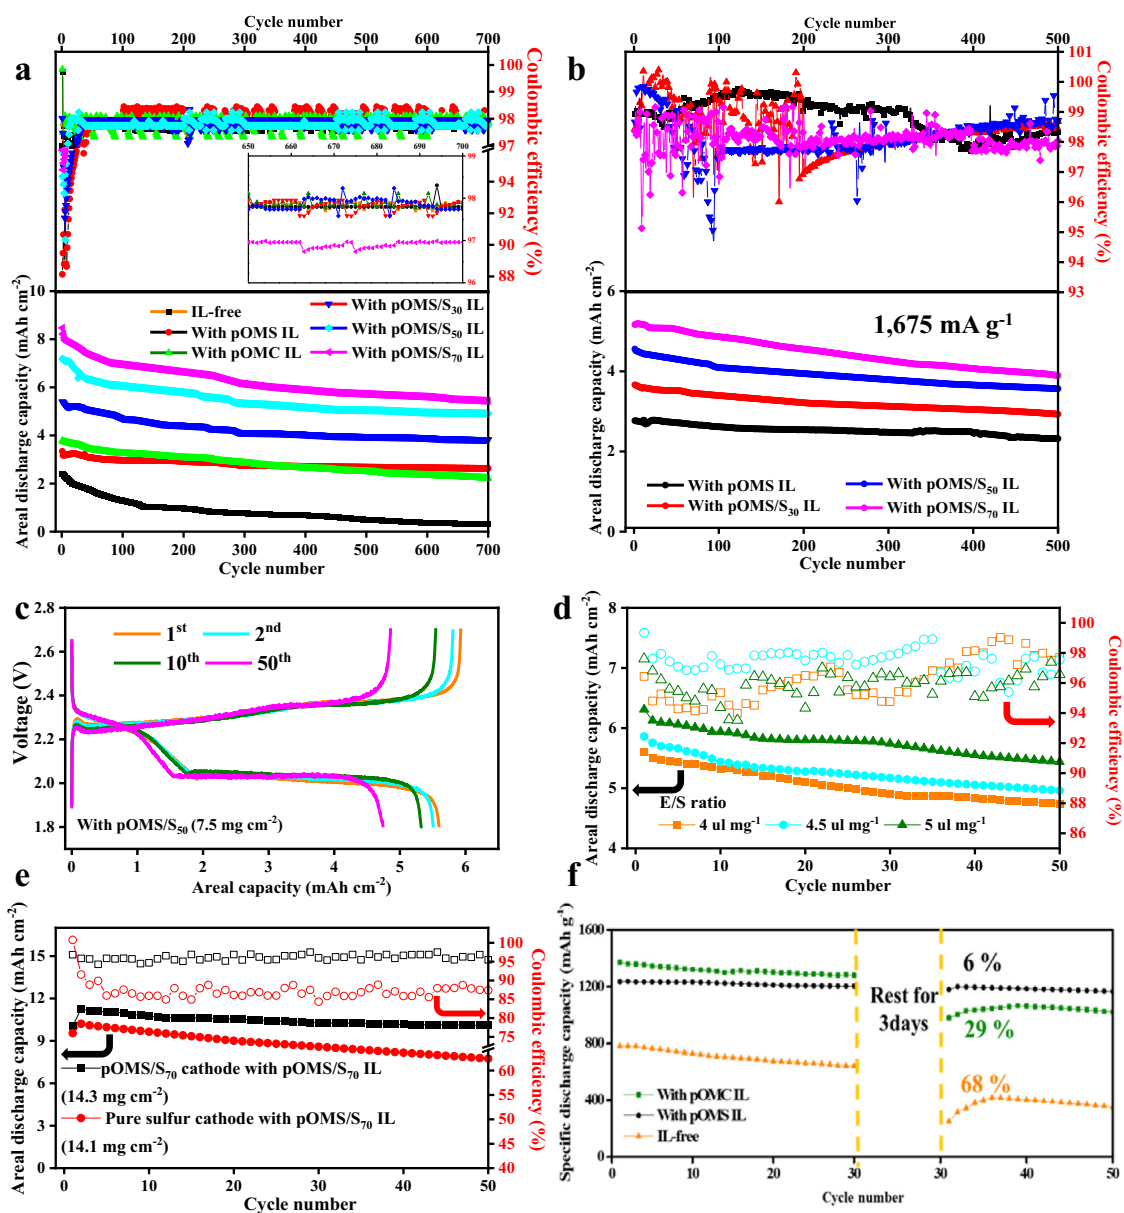 a
Cycle number
0 100 200 300 400 500 600 700
100
98
97
94
92
90
88
Coulombic efficiency (%)
99
98
97
96
650 660 670 680 690 700
10
8
6
4
2
0
Areal discharge capacity (mAh cm⁻²)
IL-free
With pOMS IL
With pOMC IL
With pOMS/S₃₀ IL
With pOMS/S₅₀ IL
With pOMS/S₇₀ IL
0 100 200 300 400 500 600 700
Cycle number
b
Cycle number
0 100 200 300 400 500
101
100
99
98
97
96
95
94
93
Coulombic efficiency (%)
1,675 mA g⁻¹
6
4
2
0
Areal discharge capacity (mAh cm⁻²)
With pOMS IL
With pOMS/S₃₀ IL
With pOMS/S₅₀ IL
With pOMS/S₇₀ IL
0 100 200 300 400 500
Cycle number
c
2.8
2.6
2.4
2.2
2.0
1.8
Voltage (V)
1ˢᵗ
2ⁿᵈ
10ᵗʰ
50ᵗʰ
With pOMS/S₅₀ (7.5 mg cm⁻²)
0 1 2 3 4 5 6
Areal capacity (mAh cm⁻²)
d
8
7
6
5
4
Areal discharge capacity (mAh cm⁻²)
100
98
96
94
92
90
88
86
Coulombic efficiency (%)
E/S ratio
4 ul mg⁻¹
4.5 ul mg⁻¹
5 ul mg⁻¹
0 10 20 30 40 50
Cycle number
e
15
12
9
6
3
0
Areal discharge capacity (mAh cm⁻²)
100
95
90
85
80
75
60
55
50
45
40
Coulombic efficiency (%)
pOMS/S₇₀ cathode with pOMS/S₇₀ IL
(14.3 mg cm⁻²)
Pure sulfur cathode with pOMS/S₇₀ IL
(14.1 mg cm⁻²)
0 10 20 30 40 50
Cycle number
f
1600
1200
800
400
0
Specific discharge capacity (mAh g⁻¹)
Rest for
3days
6 %
29 %
68 %
With pOMC IL
With pOMS IL
IL-free
0 10 20 30 30 40 50
Cycle number